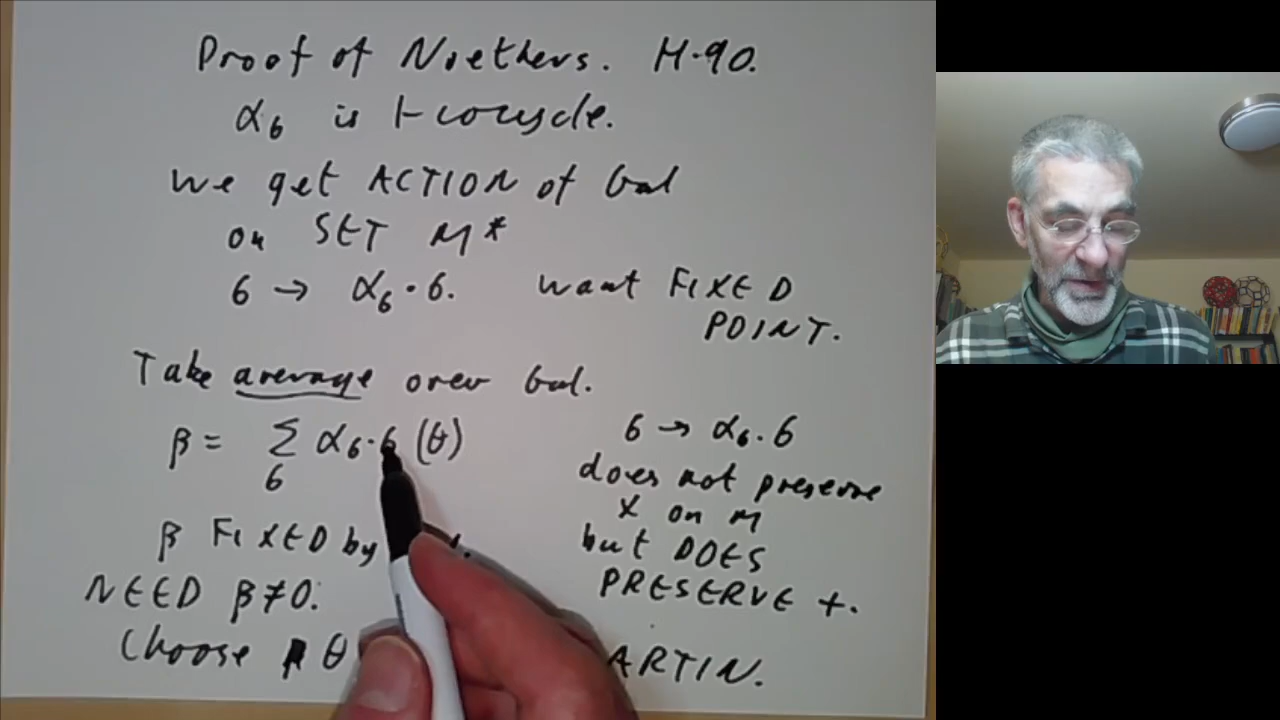 Proof of Noethers. H.90.
α_σ is 1-cocycle.
We get ACTION of Gal
on SET M*
σ → α_σ · σ. want FIXED
POINT.
Take average over Gal.
β = Σ_σ α_σ · σ (θ)
β FIXED by
NEED β≠0.
Choose θ
σ → α_σ . σ
does not preserve
x on M
but DOES
PRESERVE +.
ARTIN.